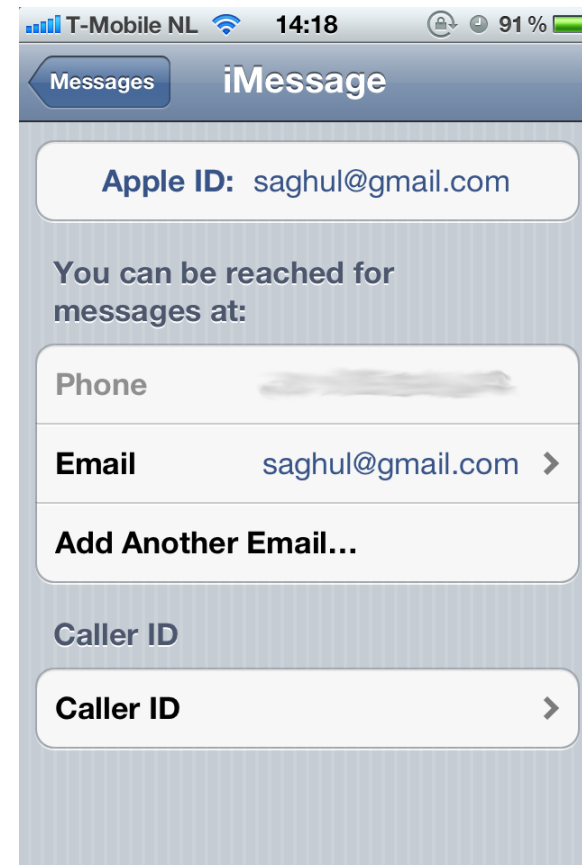 T-Mobile NL 14:18 91%
Messages iMessage
Apple ID: saghul@gmail.com
You can be reached for
messages at:
Phone
Email saghul@gmail.com
Add Another Email...
Caller ID
Caller ID